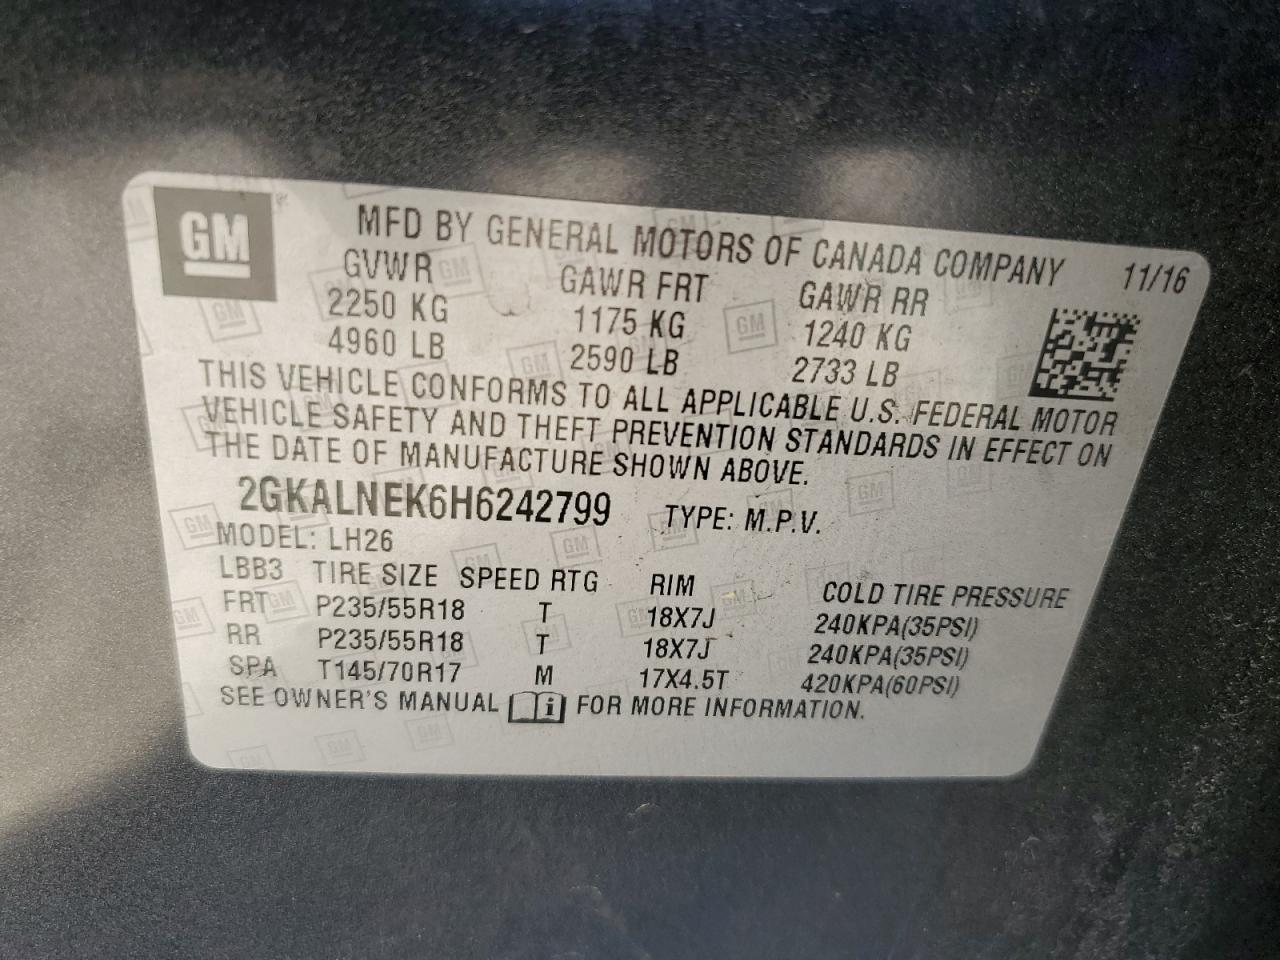 GM
MFD BY GENERAL MOTORS OF CANADA COMPANY 11/16
GVWR GAWR FRT GAWR RR
2250 KG 1175 KG 1240 KG
4960 LB 2590 LB 2733 LB
THIS VEHICLE CONFORMS TO ALL APPLICABLE U.S. FEDERAL MOTOR
VEHICLE SAFETY AND THEFT PREVENTION STANDARDS IN EFFECT ON
THE DATE OF MANUFACTURE SHOWN ABOVE.
2GKALNEK6H6242799 TYPE: M.P.V.
MODEL: LH26
LBB3 TIRE SIZE SPEED RTG RIM COLD TIRE PRESSURE
FRT P235/55R18 T 18X7J 240KPA(35PSI)
RR P235/55R18 T 18X7J 240KPA(35PSI)
SPA T145/70R17 M 17X4.5T 420KPA(60PSI)
SEE OWNER'S MANUAL i FOR MORE INFORMATION.